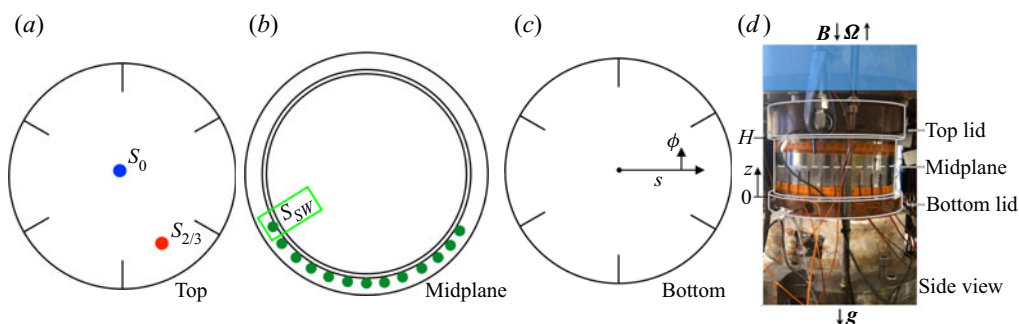 (a)
(b)
(c)
(d)
B↓ Ω↑
S0
S2/3
SSW
ϕ
s
H
z
0
Top lid
Midplane
Bottom lid
Side view
Top
Midplane
Bottom
↓g